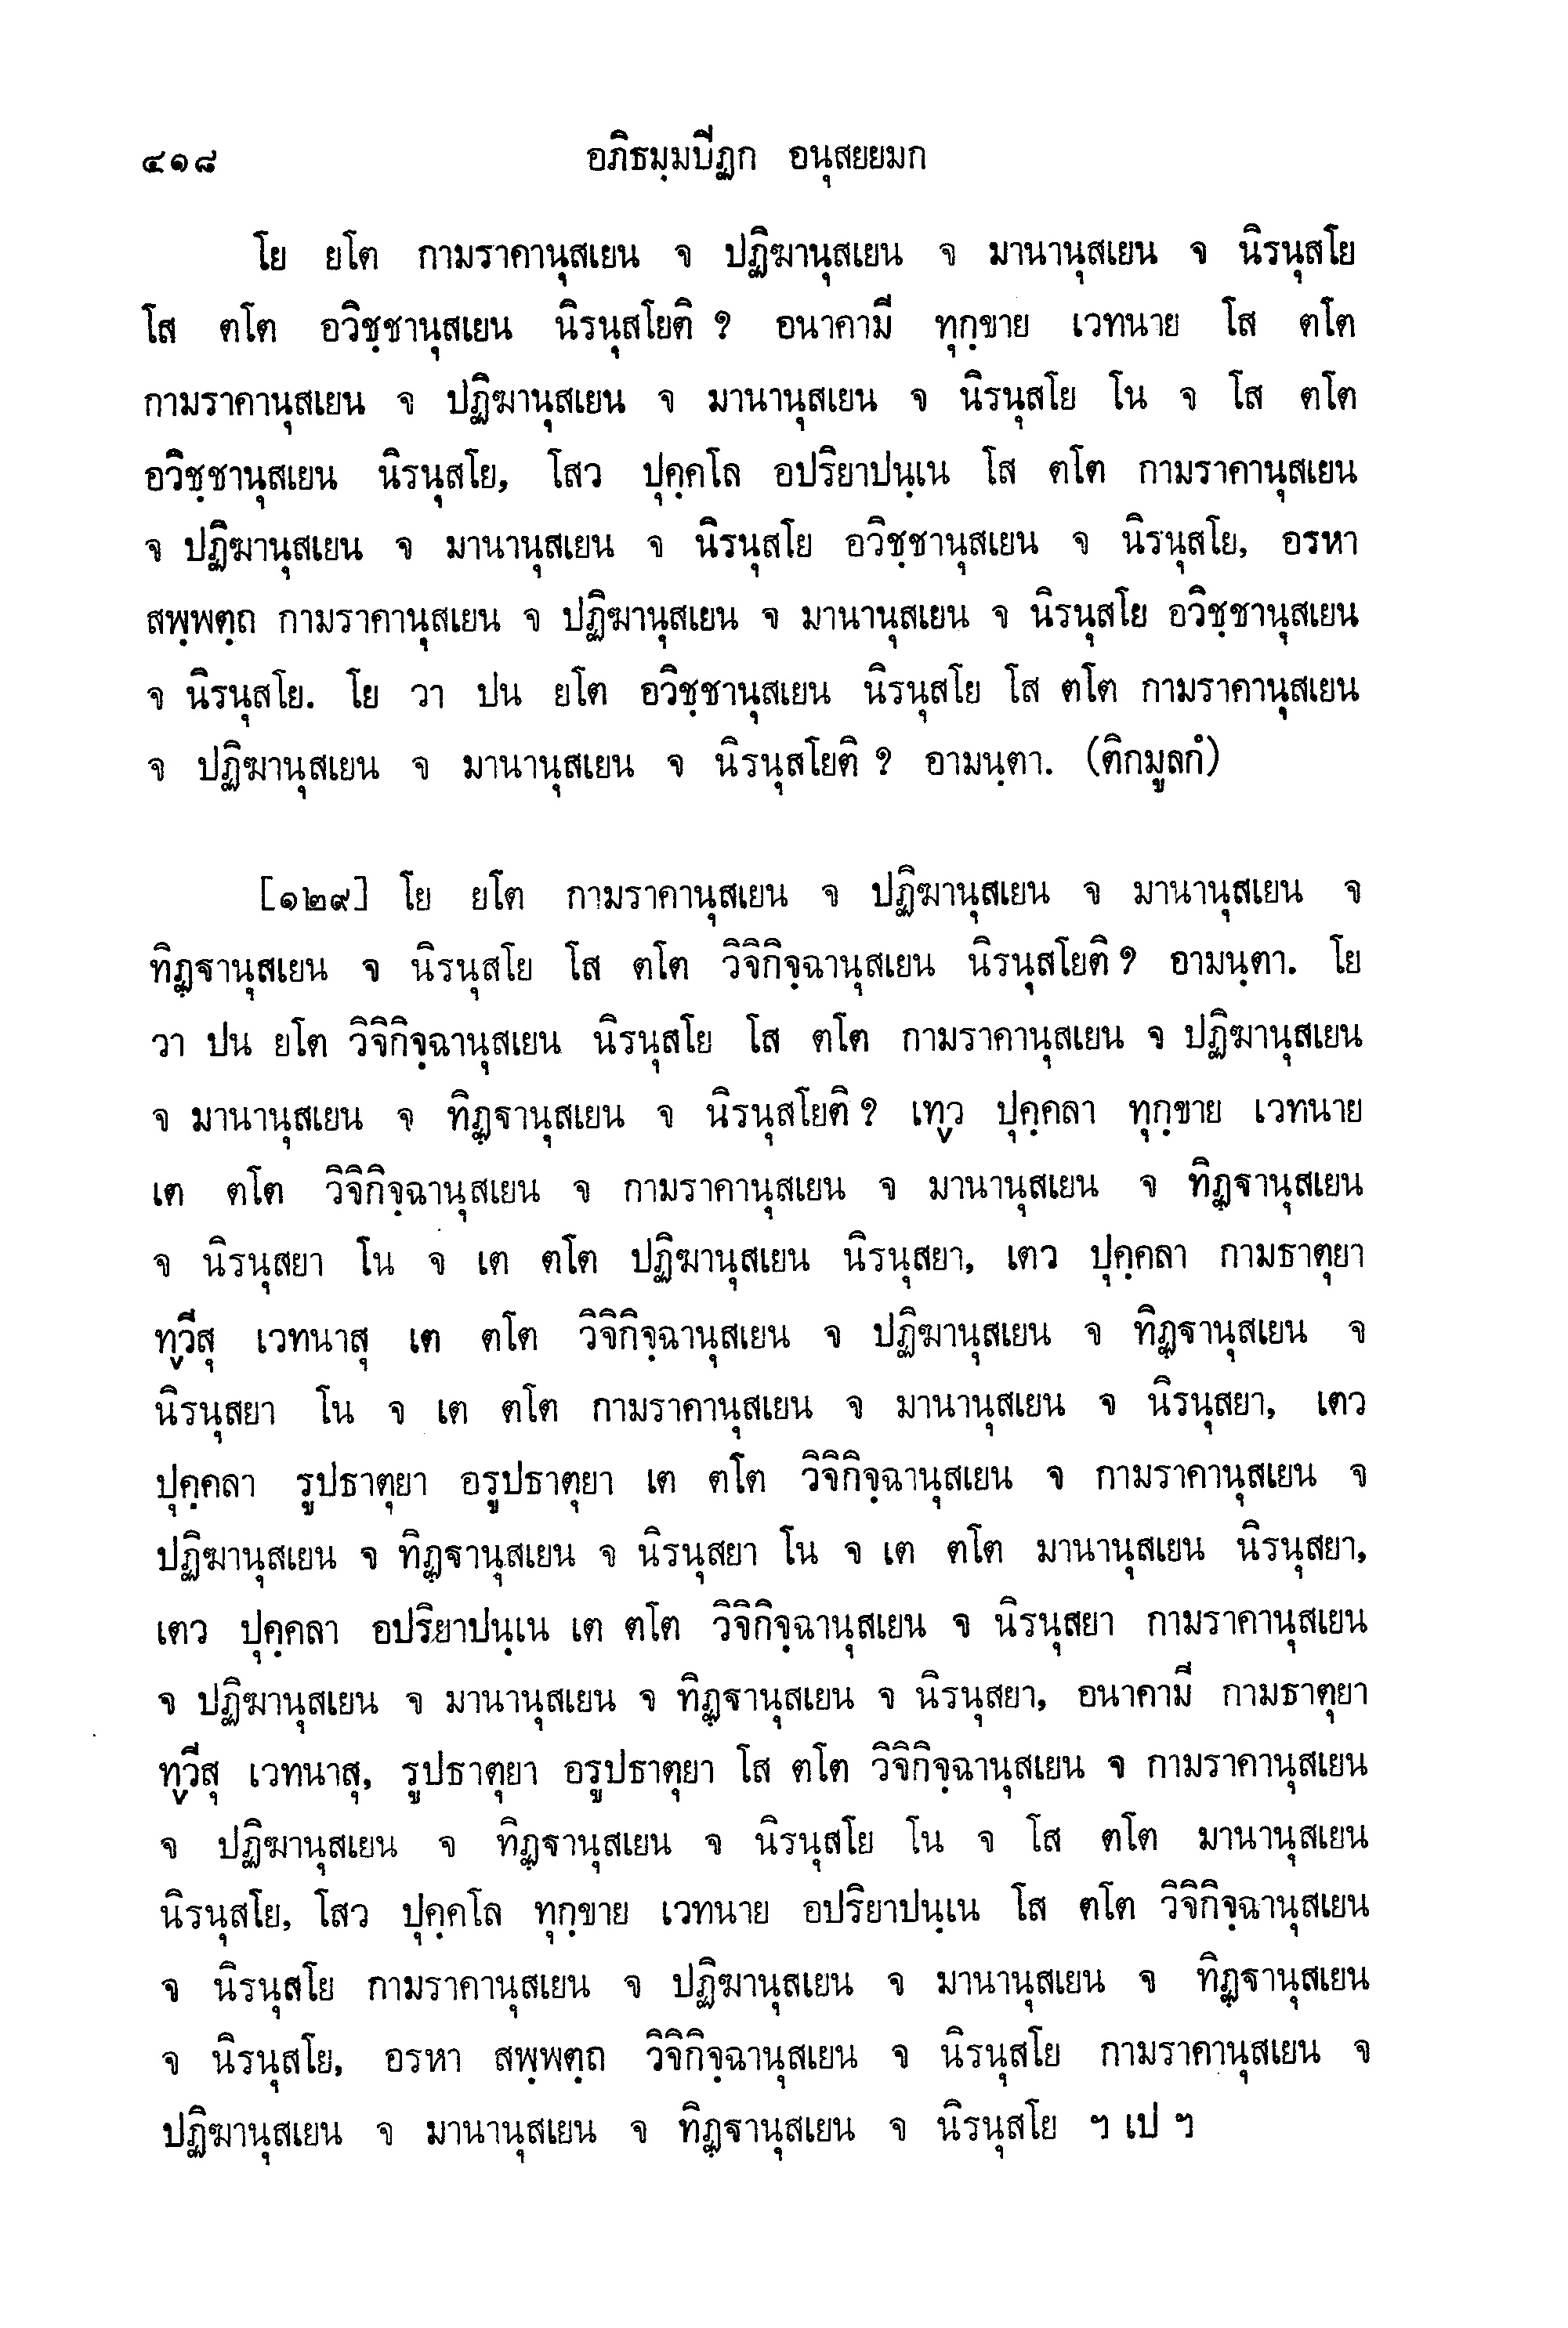 ๔๑๘ อภิธมฺมปิฏก อนุสยยมก
โย ยโต กามราคานุสเยน จ ปฏิฆานุสเยน จ มานานุสเยน จ นิรนุสโย
โส ตโต อวิชฺชานุสเยน นิรนุสโยติ ? อนาคามี ทุกฺขาย เวทนาย โส ตโต
กามราคานุสเยน จ ปฏิฆานุสเยน จ มานานุสเยน จ นิรนุสโย โน จ โส ตโต
อวิชฺชานุสเยน นิรนุสโย, โสว ปุคฺคโล อปริยาปนฺเน โส ตโต กามราคานุสเยน
จ ปฏิฆานุสเยน จ มานานุสเยน จ นิรนุสโย อวิชฺชานุสเยน จ นิรนุสโย, อรหา
สพฺพตฺถ กามราคานุสเยน จ ปฏิฆานุสเยน จ มานานุสเยน จ นิรนุสโย อวิชฺชานุสเยน
จ นิรนุสโย. โย วา ปน ยโต อวิชฺชานุสเยน นิรนุสโย โส ตโต กามราคานุสเยน
จ ปฏิฆานุสเยน จ มานานุสเยน จ นิรนุสโยติ ? อามนฺตา. (ติกมูลกํ)
[๑๒๙] โย ยโต กามราคานุสเยน จ ปฏิฆานุสเยน จ มานานุสเยน จ
ทิฏฺฐานุสเยน จ นิรนุสโย โส ตโต วิจิกิจฺฉานุสเยน นิรนุสโยติ ? อามนฺตา. โย
วา ปน ยโต วิจิกิจฺฉานุสเยน นิรนุสโย โส ตโต กามราคานุสเยน จ ปฏิฆานุสเยน
จ มานานุสเยน จ ทิฏฺฐานุสเยน จ นิรนุสโยติ ? เทฺว ปุคฺคลา ทุกฺขาย เวทนาย
เต ตโต วิจิกิจฺฉานุสเยน จ กามราคานุสเยน จ มานานุสเยน จ ทิฏฺฐานุสเยน
จ นิรนุสยา โน จ เต ตโต ปฏิฆานุสเยน นิรนุสยา, เตว ปุคฺคลา กามธาตุยา
ทฺวีสุ เวทนาสุ เต ตโต วิจิกิจฺฉานุสเยน จ ปฏิฆานุสเยน จ ทิฏฺฐานุสเยน จ
นิรนุสยา โน จ เต ตโต กามราคานุสเยน จ มานานุสเยน จ นิรนุสยา, เตว
ปุคฺคลา รูปธาตุยา อรูปธาตุยา เต ตโต วิจิกิจฺฉานุสเยน จ กามราคานุสเยน จ
ปฏิฆานุสเยน จ ทิฏฺฐานุสเยน จ นิรนุสยา โน จ เต ตโต มานานุสเยน นิรนุสยา,
เตว ปุคฺคลา อปริยาปนฺเน เต ตโต วิจิกิจฺฉานุสเยน จ นิรนุสยา กามราคานุสเยน
จ ปฏิฆานุสเยน จ มานานุสเยน จ ทิฏฺฐานุสเยน จ นิรนุสยา, อนาคามี กามธาตุยา
ทฺวีสุ เวทนาสุ, รูปธาตุยา อรูปธาตุยา โส ตโต วิจิกิจฺฉานุสเยน จ กามราคานุสเยน
จ ปฏิฆานุสเยน จ ทิฏฺฐานุสเยน จ นิรนุสโย โน จ โส ตโต มานานุสเยน
นิรนุสโย, โสว ปุคฺคโล ทุกฺขาย เวทนาย อปริยาปนฺเน โส ตโต วิจิกิจฺฉานุสเยน
จ นิรนุสโย กามราคานุสเยน จ ปฏิฆานุสเยน จ มานานุสเยน จ ทิฏฺฐานุสเยน
จ นิรนุสโย, อรหา สพฺพตฺถ วิจิกิจฺฉานุสเยน จ นิรนุสโย กามราคานุสเยน จ
ปฏิฆานุสเยน จ มานานุสเยน จ ทิฏฺฐานุสเยน จ นิรนุสโย ฯ เป ฯ